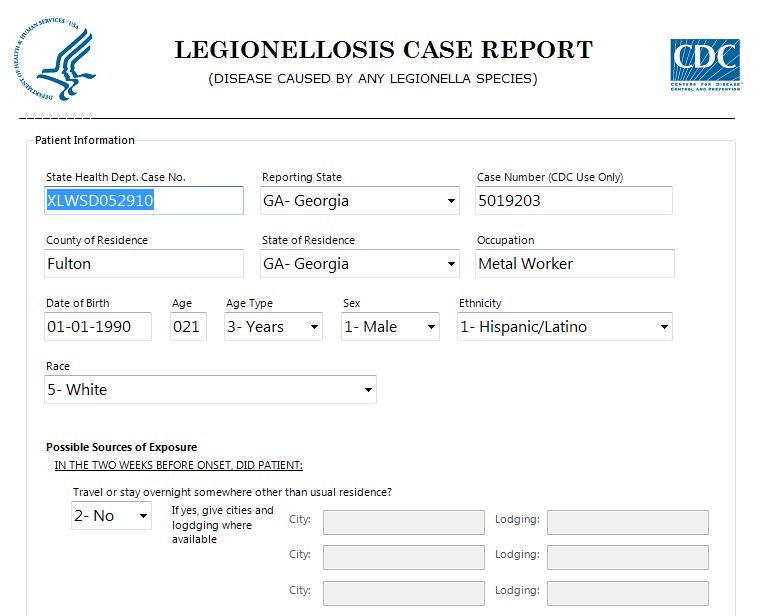 DEPARTMENT OF HEALTH & HUMAN SERVICES · USA
LEGIONELLOSIS CASE REPORT
(DISEASE CAUSED BY ANY LEGIONELLA SPECIES)
CDC
CENTERS FOR DISEASE
CONTROL AND PREVENTION
Patient Information
State Health Dept. Case No. Reporting State Case Number (CDC Use Only)
XLWSD052910 GA- Georgia 5019203
County of Residence State of Residence Occupation
Fulton GA- Georgia Metal Worker
Date of Birth Age Age Type Sex Ethnicity
01-01-1990 021 3- Years 1- Male 1- Hispanic/Latino
Race
5- White
Possible Sources of Exposure
IN THE TWO WEEKS BEFORE ONSET, DID PATIENT:
Travel or stay overnight somewhere other than usual residence?
2- No If yes, give cities and
logdging where
available
City: Lodging:
City: Lodging:
City: Lodging: